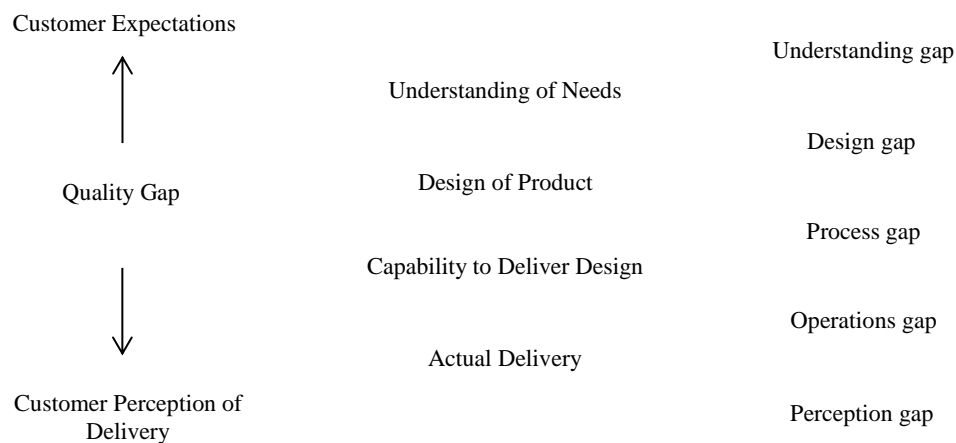 Customer Expectations
Understanding gap
Understanding of Needs
Design gap
Quality Gap
Design of Product
Process gap
Capability to Deliver Design
Operations gap
Actual Delivery
Customer Perception of
Delivery
Perception gap